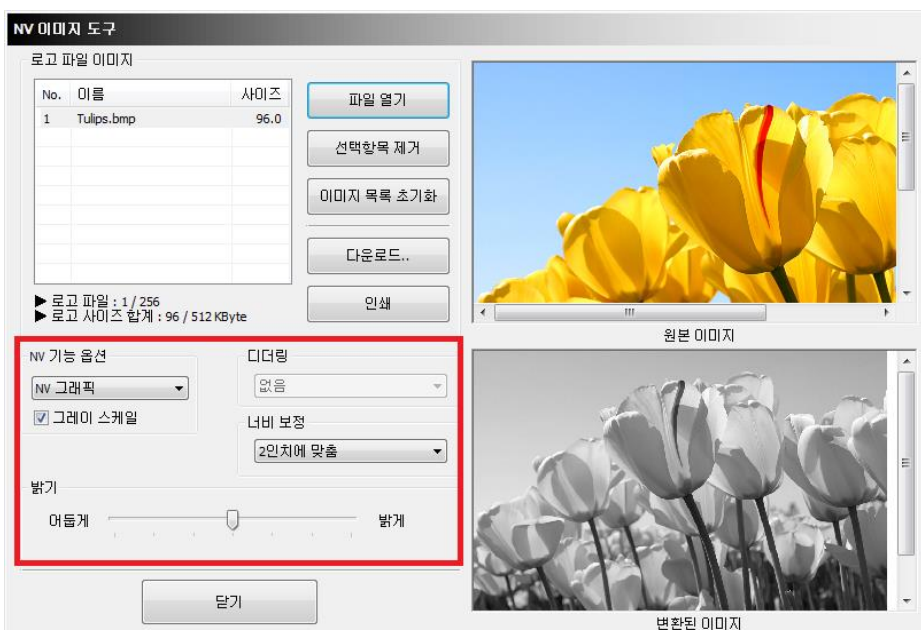 NV 이미지 도구
로고 파일 이미지
No. 이름 사이즈
1 Tulips.bmp 96.0
파일 열기
선택항목 제거
이미지 목록 초기화
다운로드..
인쇄
▶ 로고 파일 : 1 / 256
▶ 로고 사이즈 합계 : 96 / 512 KByte
원본 이미지
NV 기능 옵션
NV 그래픽
그레이 스케일
디더링
없음
너비 보정
2인치에 맞춤
밝기
어둡게 밝게
닫기
변환된 이미지